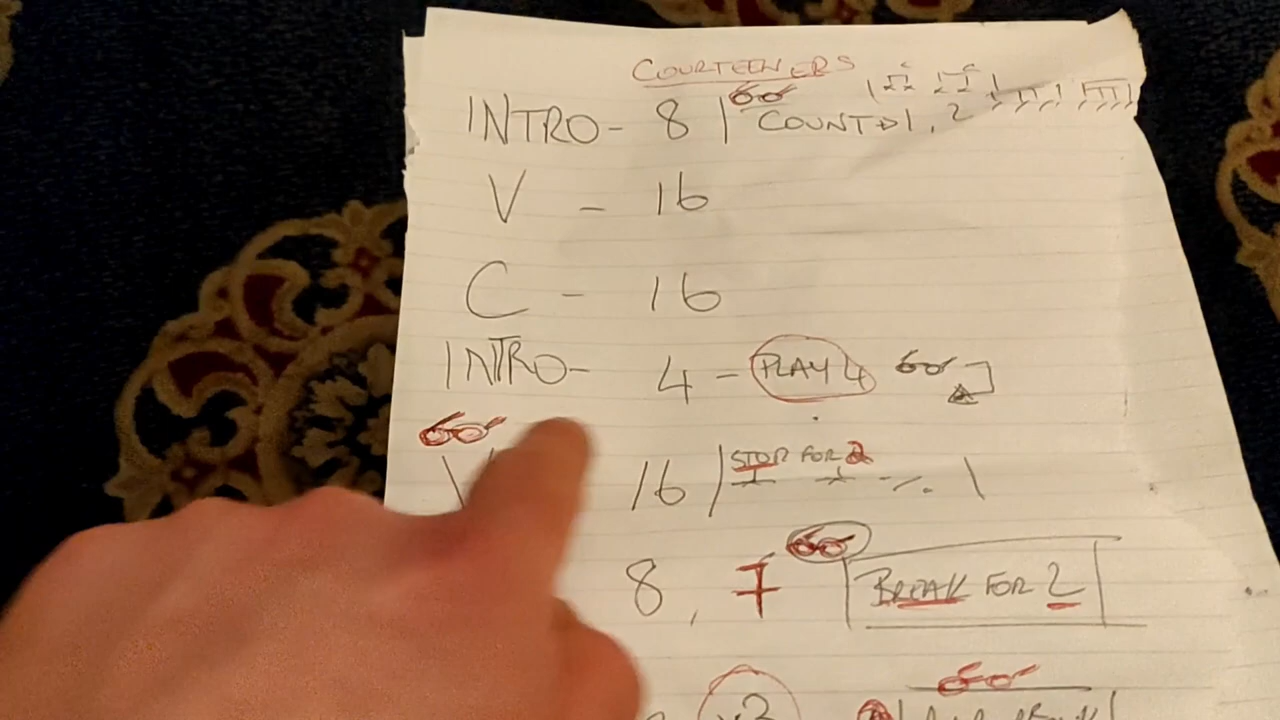 COURTEENERS
INTRO - 8 | COUNT → 1, 2
V - 16
C - 16
INTRO - 4 - PLAY 4
V 16 | STOP FOR 2
8, 7 BREAK FOR 2
x2